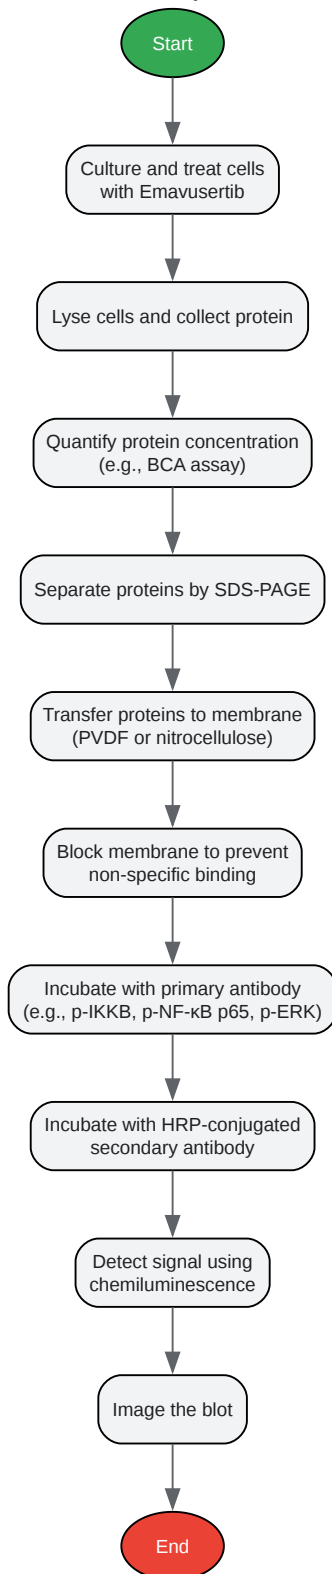 Start
Culture and treat cells
with Emavusertib
Lyse cells and collect protein
Quantify protein concentration
(e.g., BCA assay)
Separate proteins by SDS-PAGE
Transfer proteins to membrane
(PVDF or nitrocellulose)
Block membrane to prevent
non-specific binding
Incubate with primary antibody
(e.g., p-IKKB, p-NF-κB p65, p-ERK)
Incubate with HRP-conjugated
secondary antibody
Detect signal using
chemiluminescence
Image the blot
End